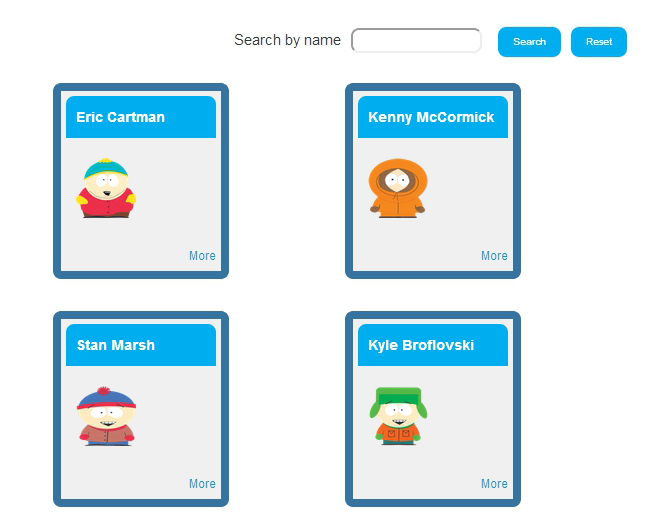 Search by name Search Reset
Eric Cartman Kenny McCormick
More More
Stan Marsh Kyle Broflovski
More More